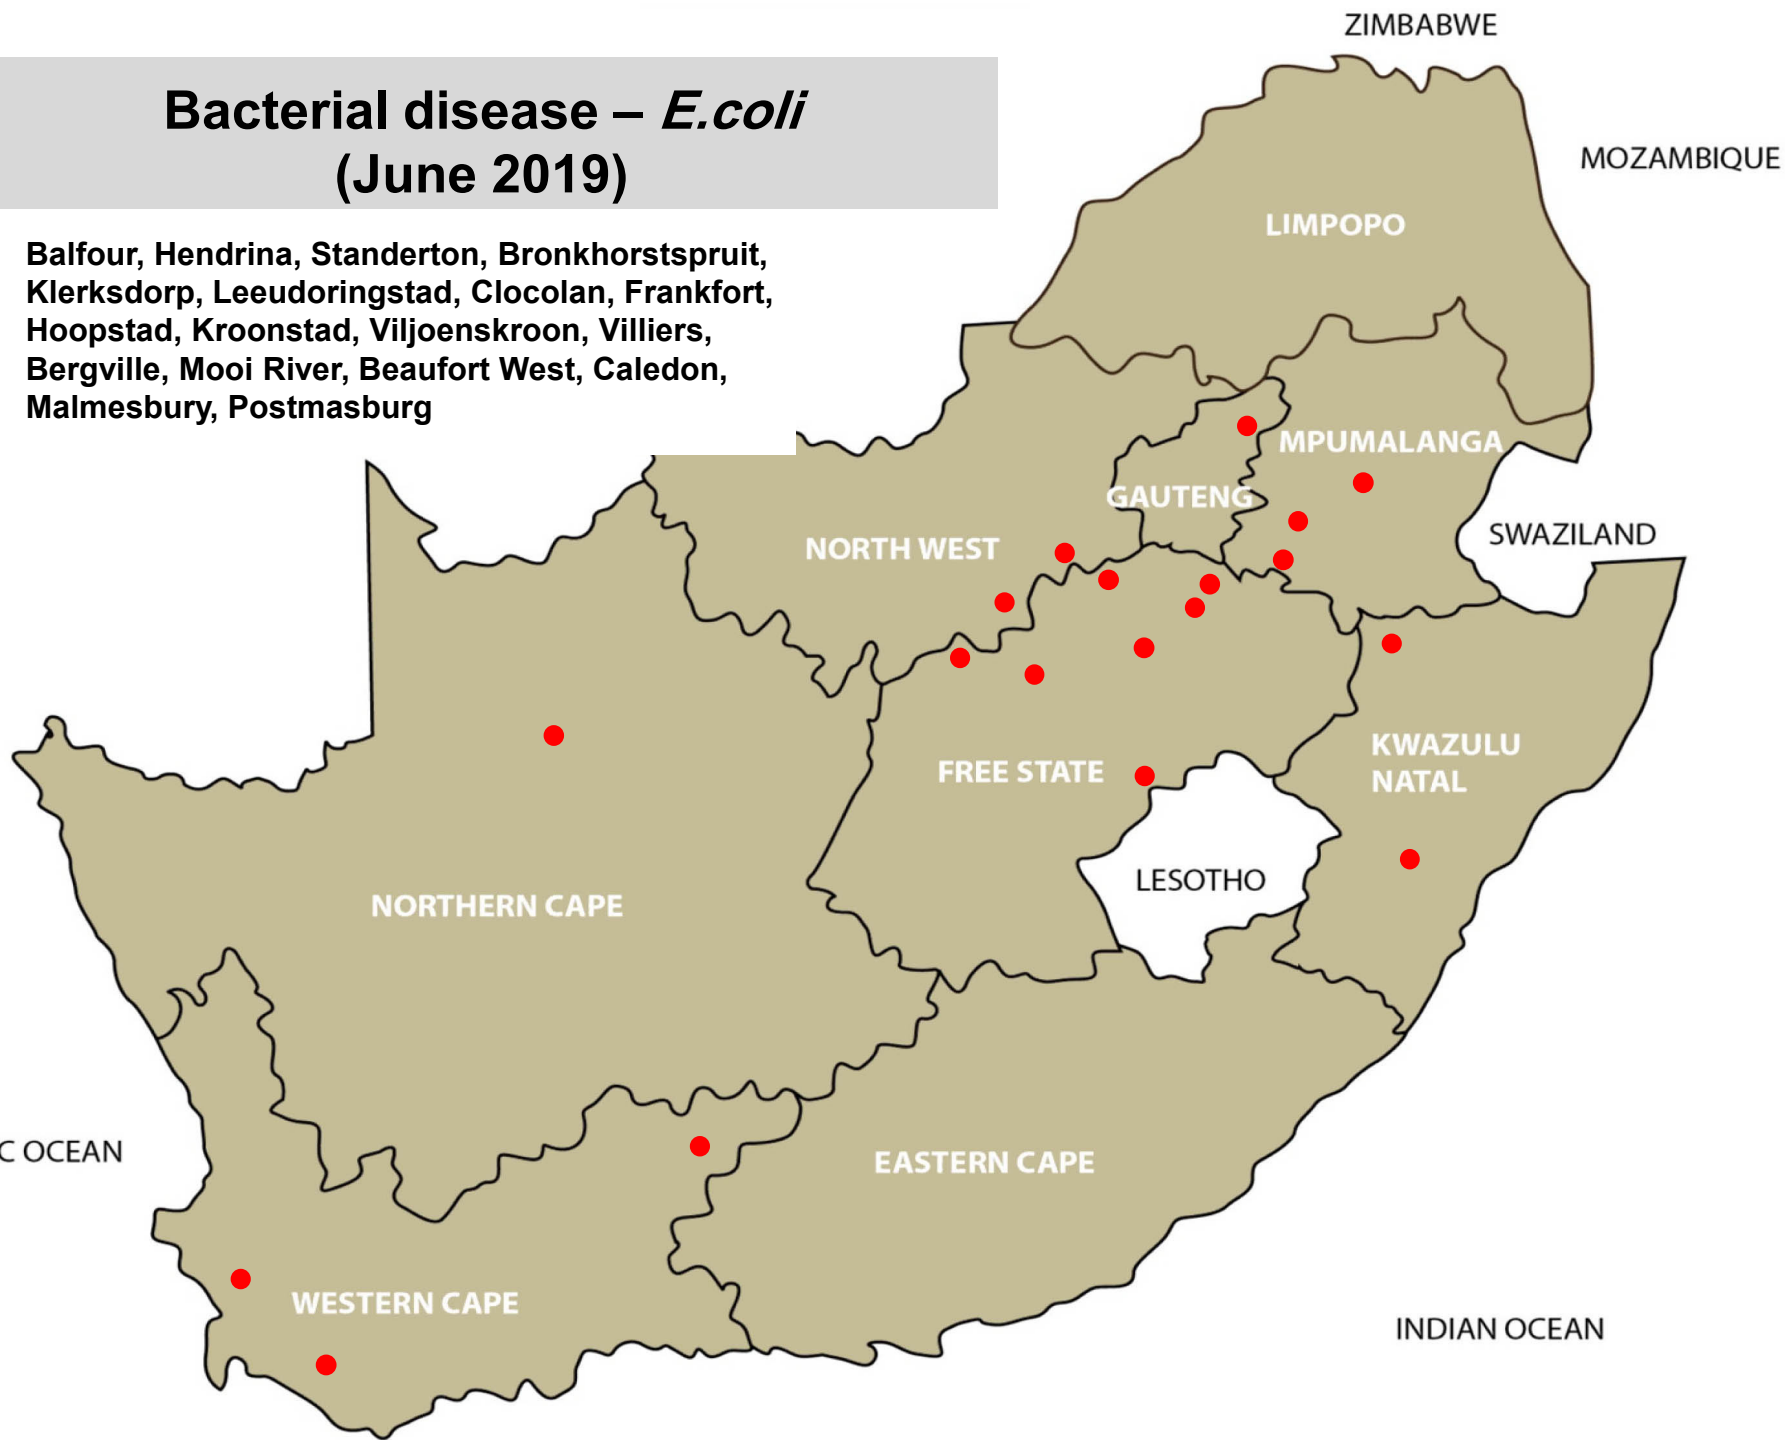 ZIMBABWE
Bacterial disease – E.coli
(June 2019)
MOZAMBIQUE
LIMPOPO
Balfour, Hendrina, Standerton, Bronkhorstspruit,
Klerksdorp, Leeudoringstad, Clocolan, Frankfort,
Hoopstad, Kroonstad, Viljoenskroon, Villiers,
Bergville, Mooi River, Beaufort West, Caledon,
Malmesbury, Postmasburg
MPUMALANGA
GAUTENG
NORTH WEST
SWAZILAND
KWAZULU
NATAL
FREE STATE
LESOTHO
NORTHERN CAPE
C OCEAN
EASTERN CAPE
WESTERN CAPE
INDIAN OCEAN